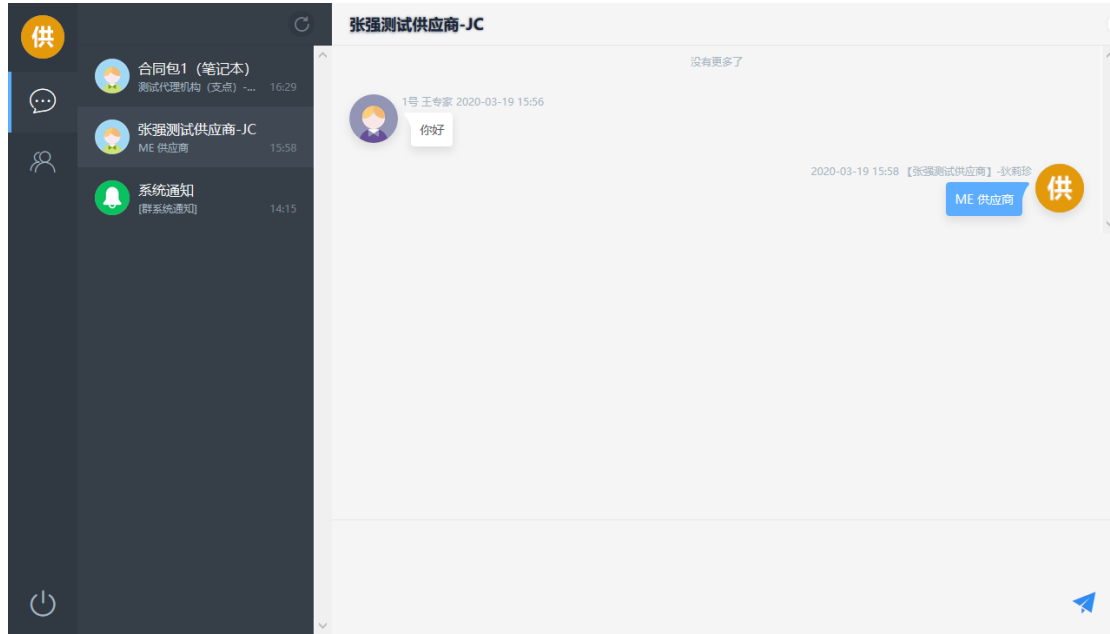 供
合同包1（笔记本）
测试代理机构（支点）-...
16:29
张强测试供应商-JC
ME 供应商
15:58
系统通知
[群系统通知]
14:15
张强测试供应商-JC
没有更多了
1号 王专家 2020-03-19 15:56
你好
2020-03-19 15:58 【张强测试供应商】-狄莉珍
ME 供应商
供